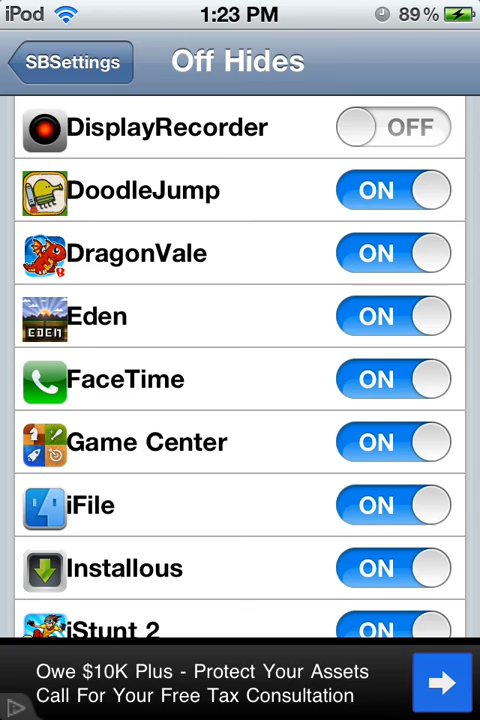 iPod 1:23 PM 89%
SBSettings Off Hides
DisplayRecorder OFF
DoodleJump ON
DragonVale ON
Eden ON
EDEN
FaceTime ON
Game Center ON
iFile ON
Installous ON
iStunt 2 ON
Owe $10K Plus - Protect Your Assets
Call For Your Free Tax Consultation